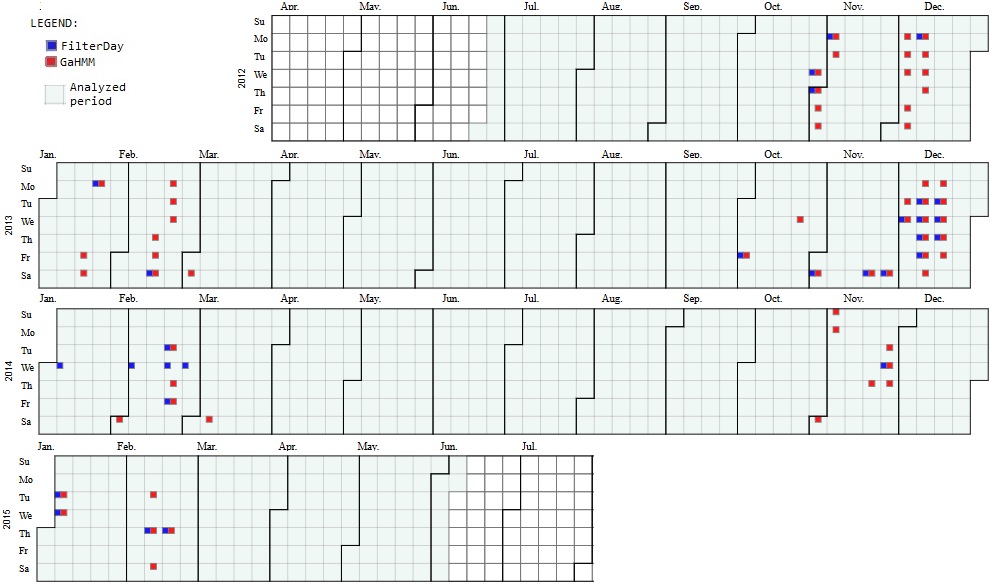 LEGEND:
FilterDay
GaHMM
Analyzed
period
Apr. May. Jun. Jul. Aug. Sep. Oct. Nov. Dec.
2012
Su
Mo
Tu
We
Th
Fr
Sa
Jan. Feb. Mar. Apr. May. Jun. Jul. Aug. Sep. Oct. Nov. Dec.
2013
Su
Mo
Tu
We
Th
Fr
Sa
Jan. Feb. Mar. Apr. May. Jun. Jul. Aug. Sep. Oct. Nov. Dec.
2014
Su
Mo
Tu
We
Th
Fr
Sa
Jan. Feb. Mar. Apr. May. Jun. Jul.
2015
Su
Mo
Tu
We
Th
Fr
Sa